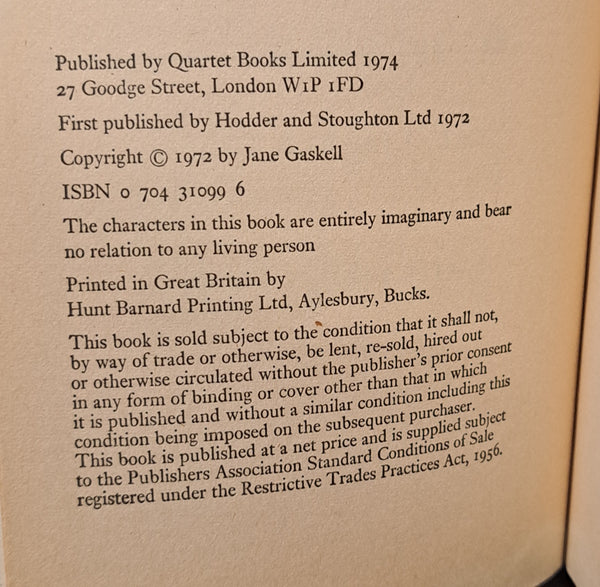 Published by Quartet Books Limited 1974
27 Goodge Street, London W1P 1FD
First published by Hodder and Stoughton Ltd 1972
Copyright © 1972 by Jane Gaskell
ISBN 0 704 31099 6
The characters in this book are entirely imaginary and bear
no relation to any living person
Printed in Great Britain by
Hunt Barnard Printing Ltd, Aylesbury, Bucks.
This book is sold subject to the condition that it shall not,
by way of trade or otherwise, be lent, re-sold, hired out
or otherwise circulated without the publisher's prior consent
in any form of binding or cover other than that in which
it is published and without a similar condition including this
condition being imposed on the subsequent purchaser.
This book is published at a net price and is supplied subject
to the Publishers Association Standard Conditions of Sale
registered under the Restrictive Trades Practices Act, 1956.